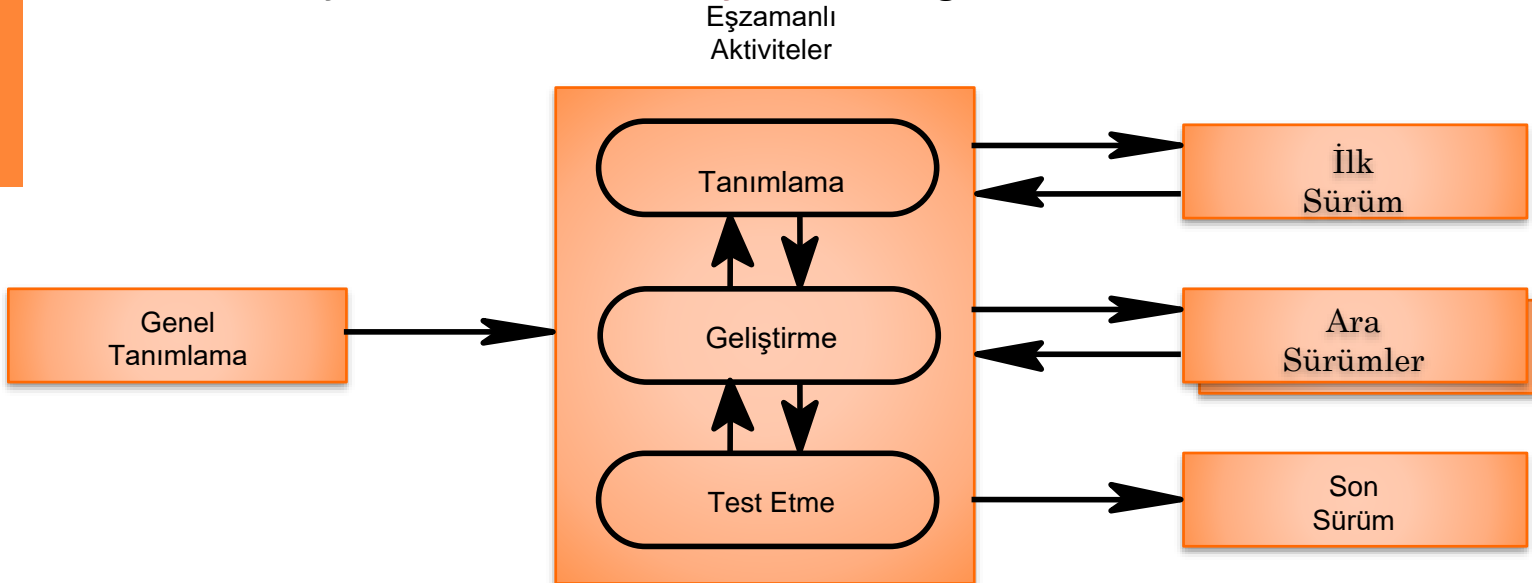 Eşzamanlı
Aktiviteler
Tanımlama
İlk
Sürüm
Genel
Tanımlama
Geliştirme
Ara
Sürümler
Test Etme
Son
Sürüm